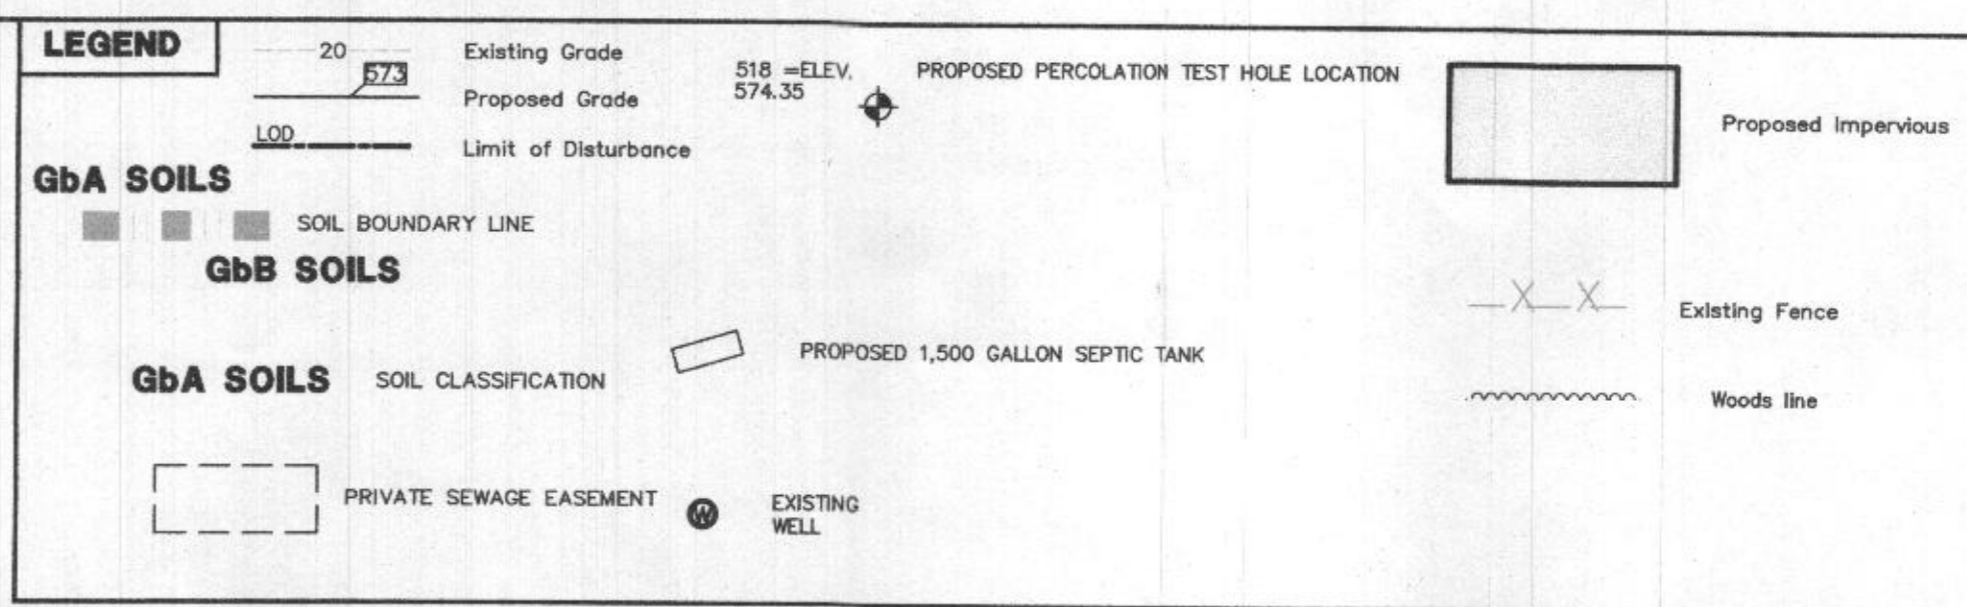 LEGEND
20
Existing Grade
573
Proposed Grade
LOD
Limit of Disturbance
GbA SOILS
SOIL BOUNDARY LINE
GbB SOILS
GbA SOILS
SOIL CLASSIFICATION
PRIVATE SEWAGE EASEMENT
518 =ELEV.
574.35
PROPOSED PERCOLATION TEST HOLE LOCATION
PROPOSED 1,500 GALLON SEPTIC TANK
W
EXISTING
WELL
Proposed Impervious
X X
Existing Fence
Woods line